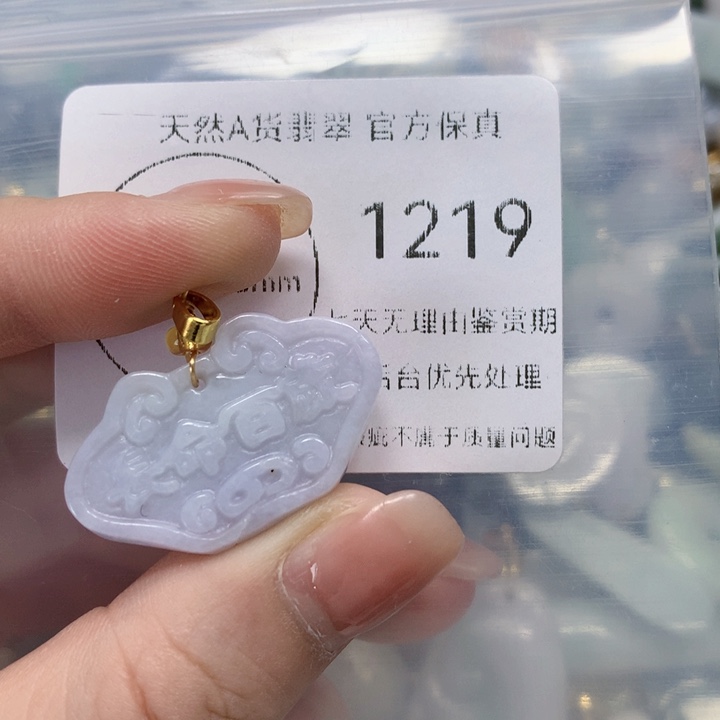 天然A货翡翠 官方保真
1219
mm
七天无理由鉴赏期
后台优先处理
不属于质量问题